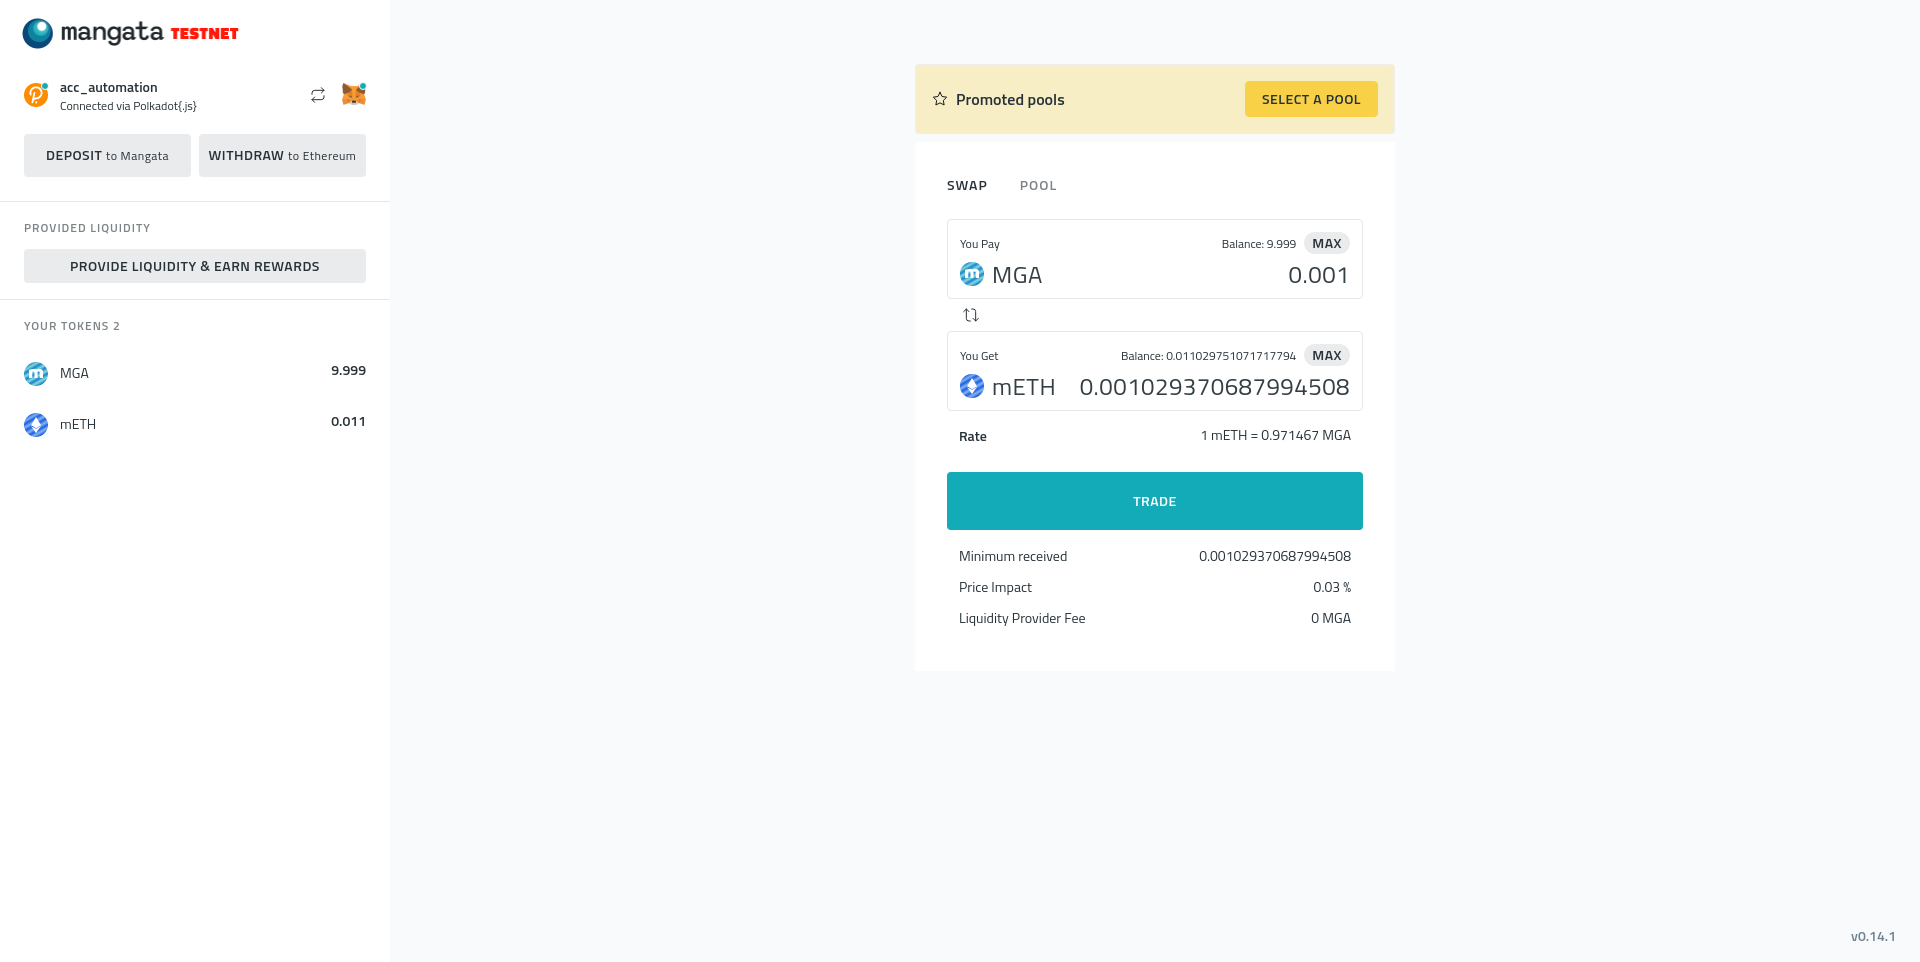 mangata TESTNET
acc_automation
Connected via Polkadot{.js}
DEPOSIT to Mangata
WITHDRAW to Ethereum
PROVIDED LIQUIDITY
PROVIDE LIQUIDITY & EARN REWARDS
YOUR TOKENS 2
MGA 9.999
mETH 0.011
Promoted pools
SELECT A POOL
SWAP POOL
You Pay Balance: 9.999 MAX
MGA 0.001
You Get Balance: 0.011029751071717794 MAX
mETH 0.001029370687994508
Rate 1 mETH = 0.971467 MGA
TRADE
Minimum received 0.001029370687994508
Price Impact 0.03 %
Liquidity Provider Fee 0 MGA
v0.14.1